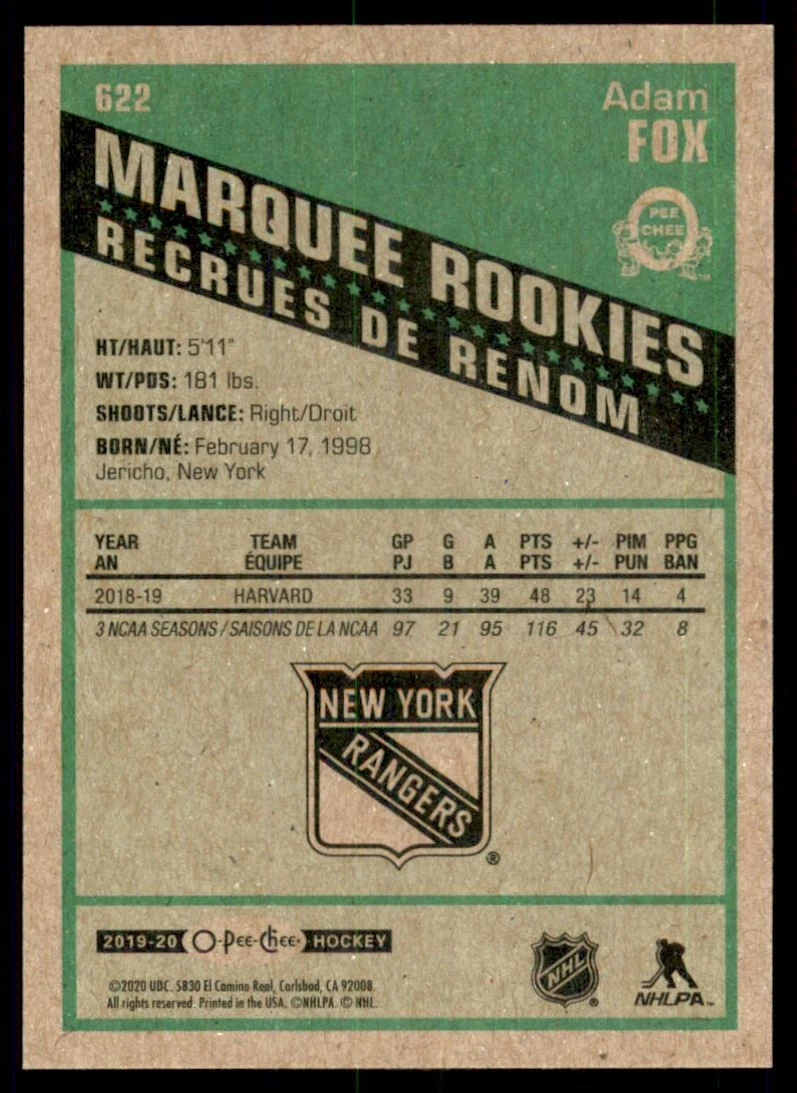 622
Adam
FOX
PEE
CHEE
MARQUEE ROOKIES
RECRUES DE RENOM
HT/HAUT: 5'11"
WT/PDS: 181 lbs.
SHOOTS/LANCE: Right/Droit
BORN/NÉ: February 17, 1998
Jericho, New York
YEAR TEAM GP G A PTS +/- PIM PPG
AN ÉQUIPE PJ B A PTS +/- PUN BAN
2018-19 HARVARD 33 9 39 48 23 14 4
3 NCAA SEASONS / SAISONS DE LA NCAA 97 21 95 116 45 32 8
NEW YORK
RANGERS
®
2019-20 O-Pee-Chee HOCKEY
©2020 UDC. 5830 El Camino Real, Carlsbad, CA 92008.
All rights reserved. Printed in the USA. ©NHLPA. © NHL.
NHL ®
NHLPA™